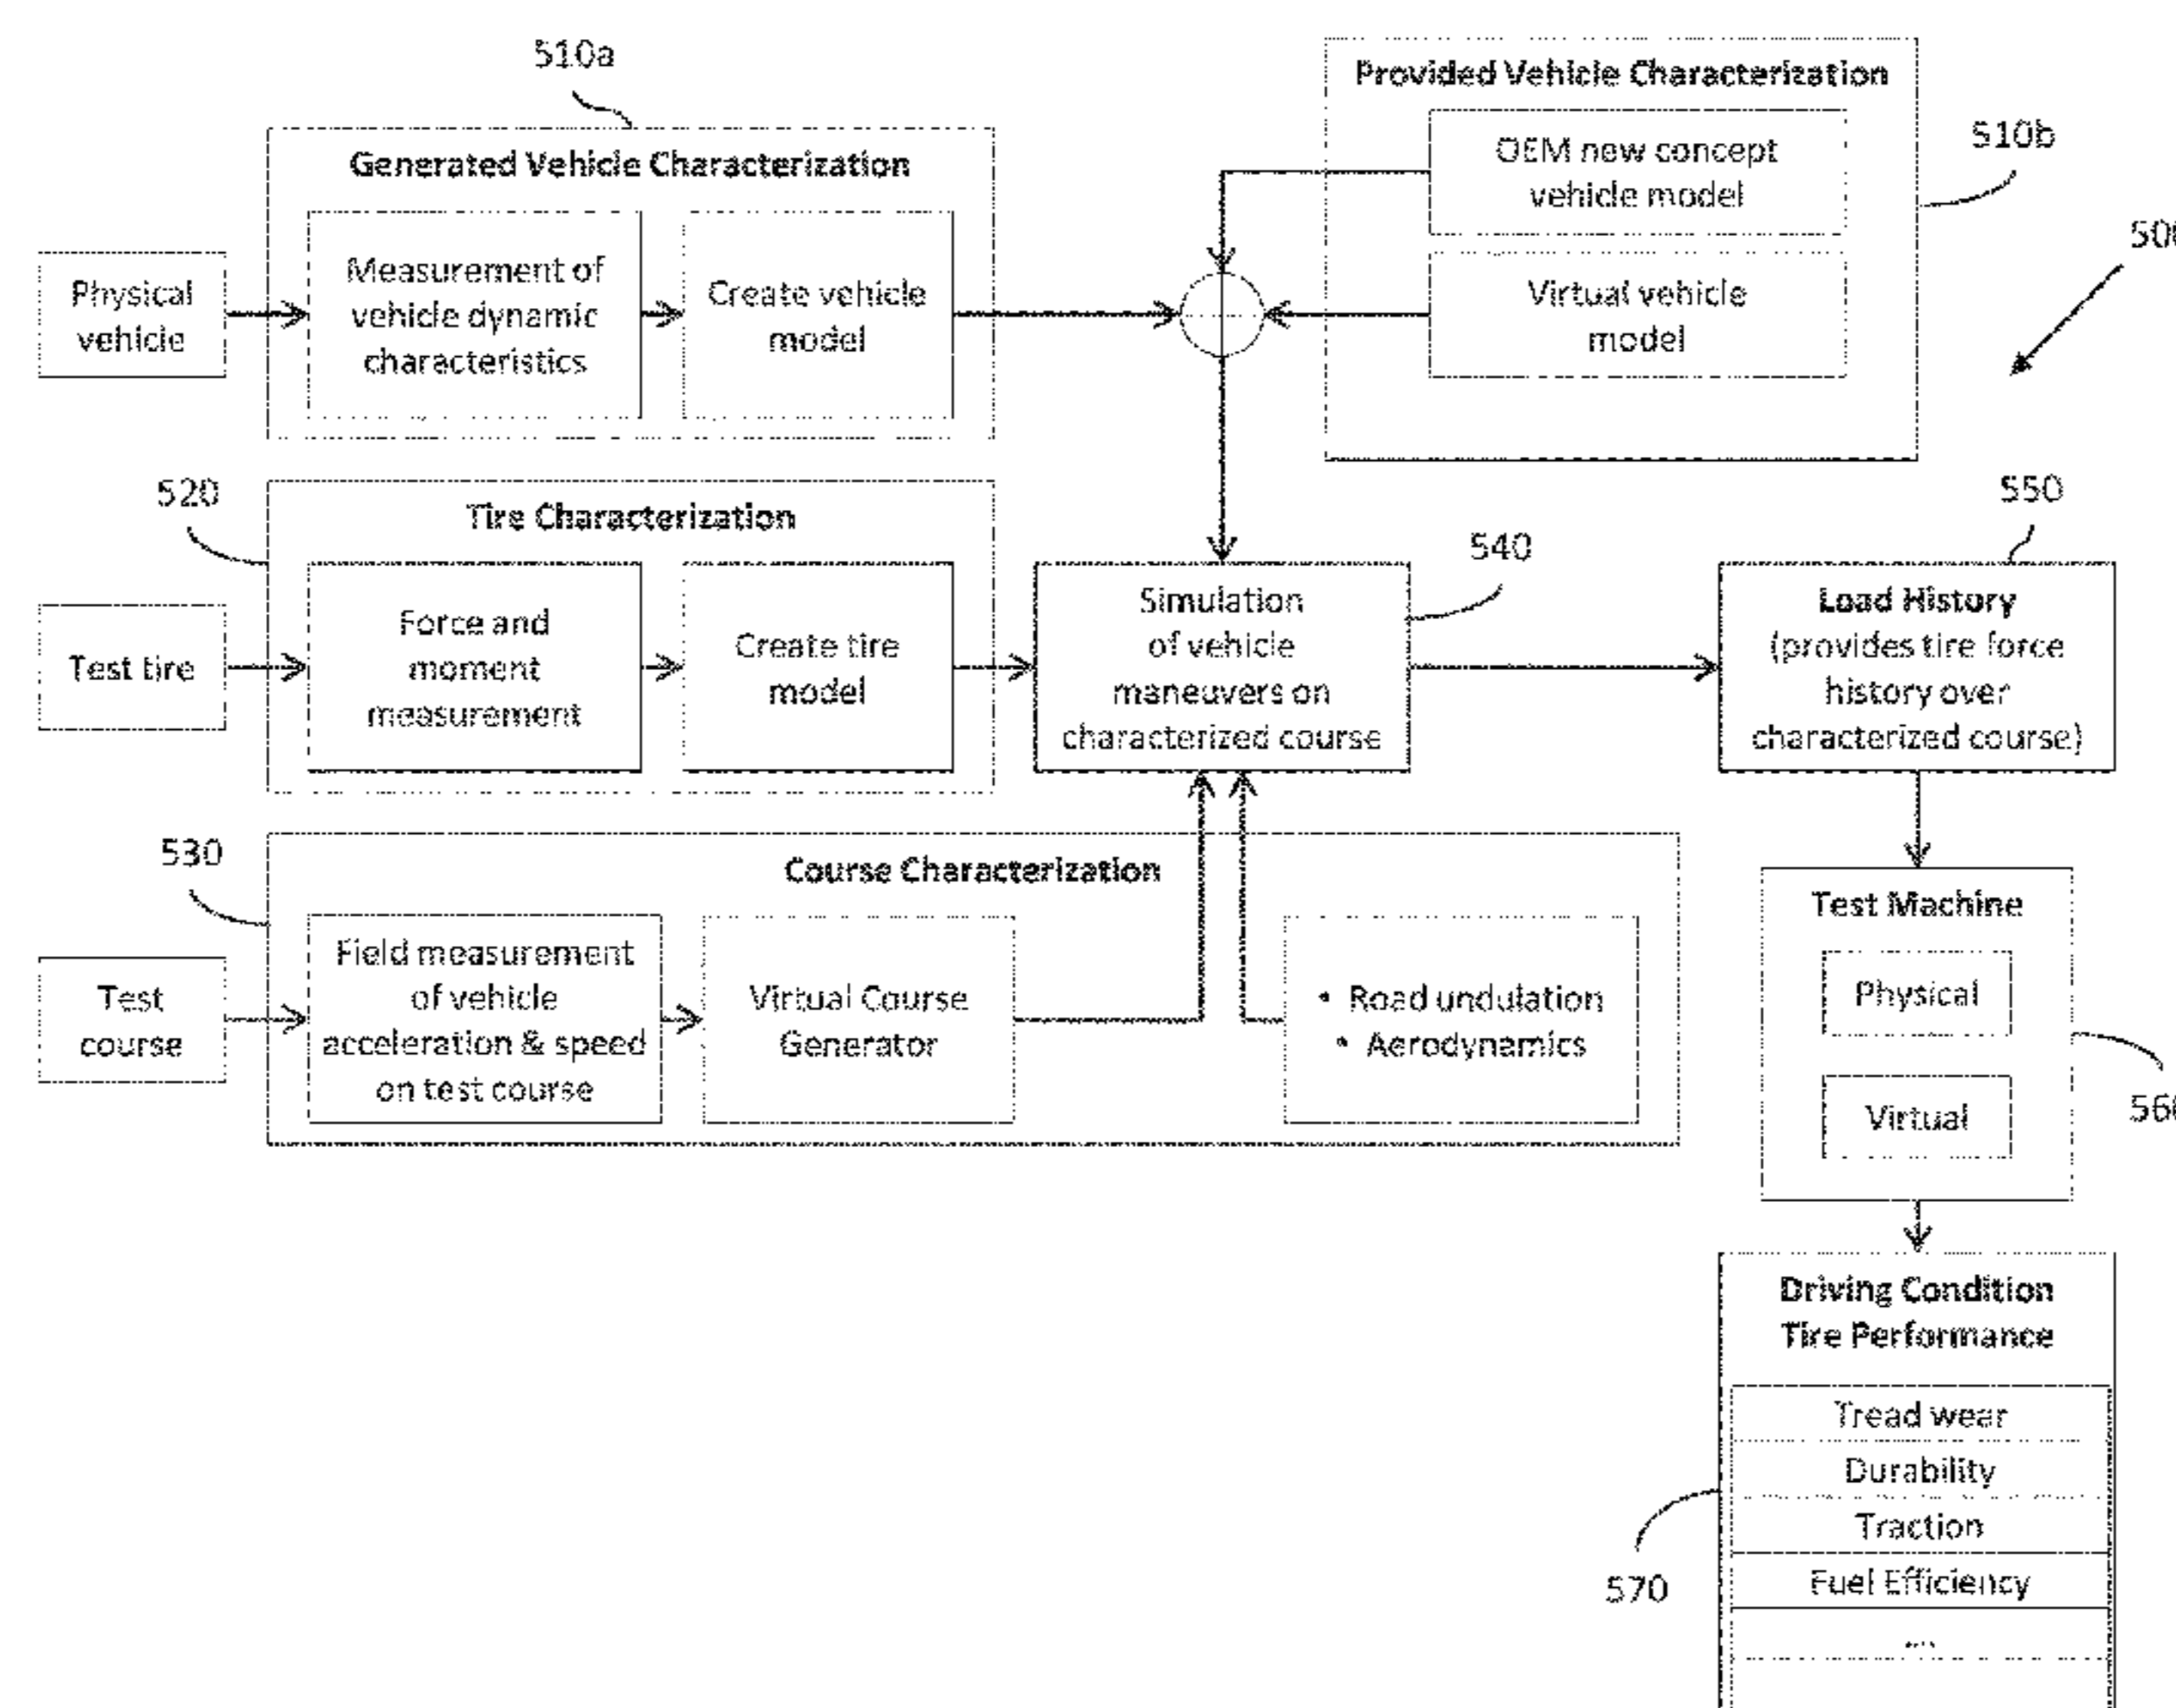 510a
Provided Vehicle Characterization
OEM new concept
vehicle model
510b
Generated Vehicle Characterization
Measurement of
vehicle dynamic
characteristics
Create vehicle
model
Physical
vehicle
Virtual vehicle
model
520
Tire Characterization
Force and
moment
measurement
Create tire
model
Test tire
540
Simulation
of vehicle
maneuvers on
characterized course
550
Load History
(provides tire force
history over
characterized course)
530
Course Characterization
Test
course
Field measurement
of vehicle
acceleration & speed
on test course
Virtual Course
Generator
• Road undulation
• Aerodynamics
Test Machine
Physical
Virtual
Driving Condition
Tire Performance
Tread wear
Durability
Traction
Fuel Efficiency
...
570